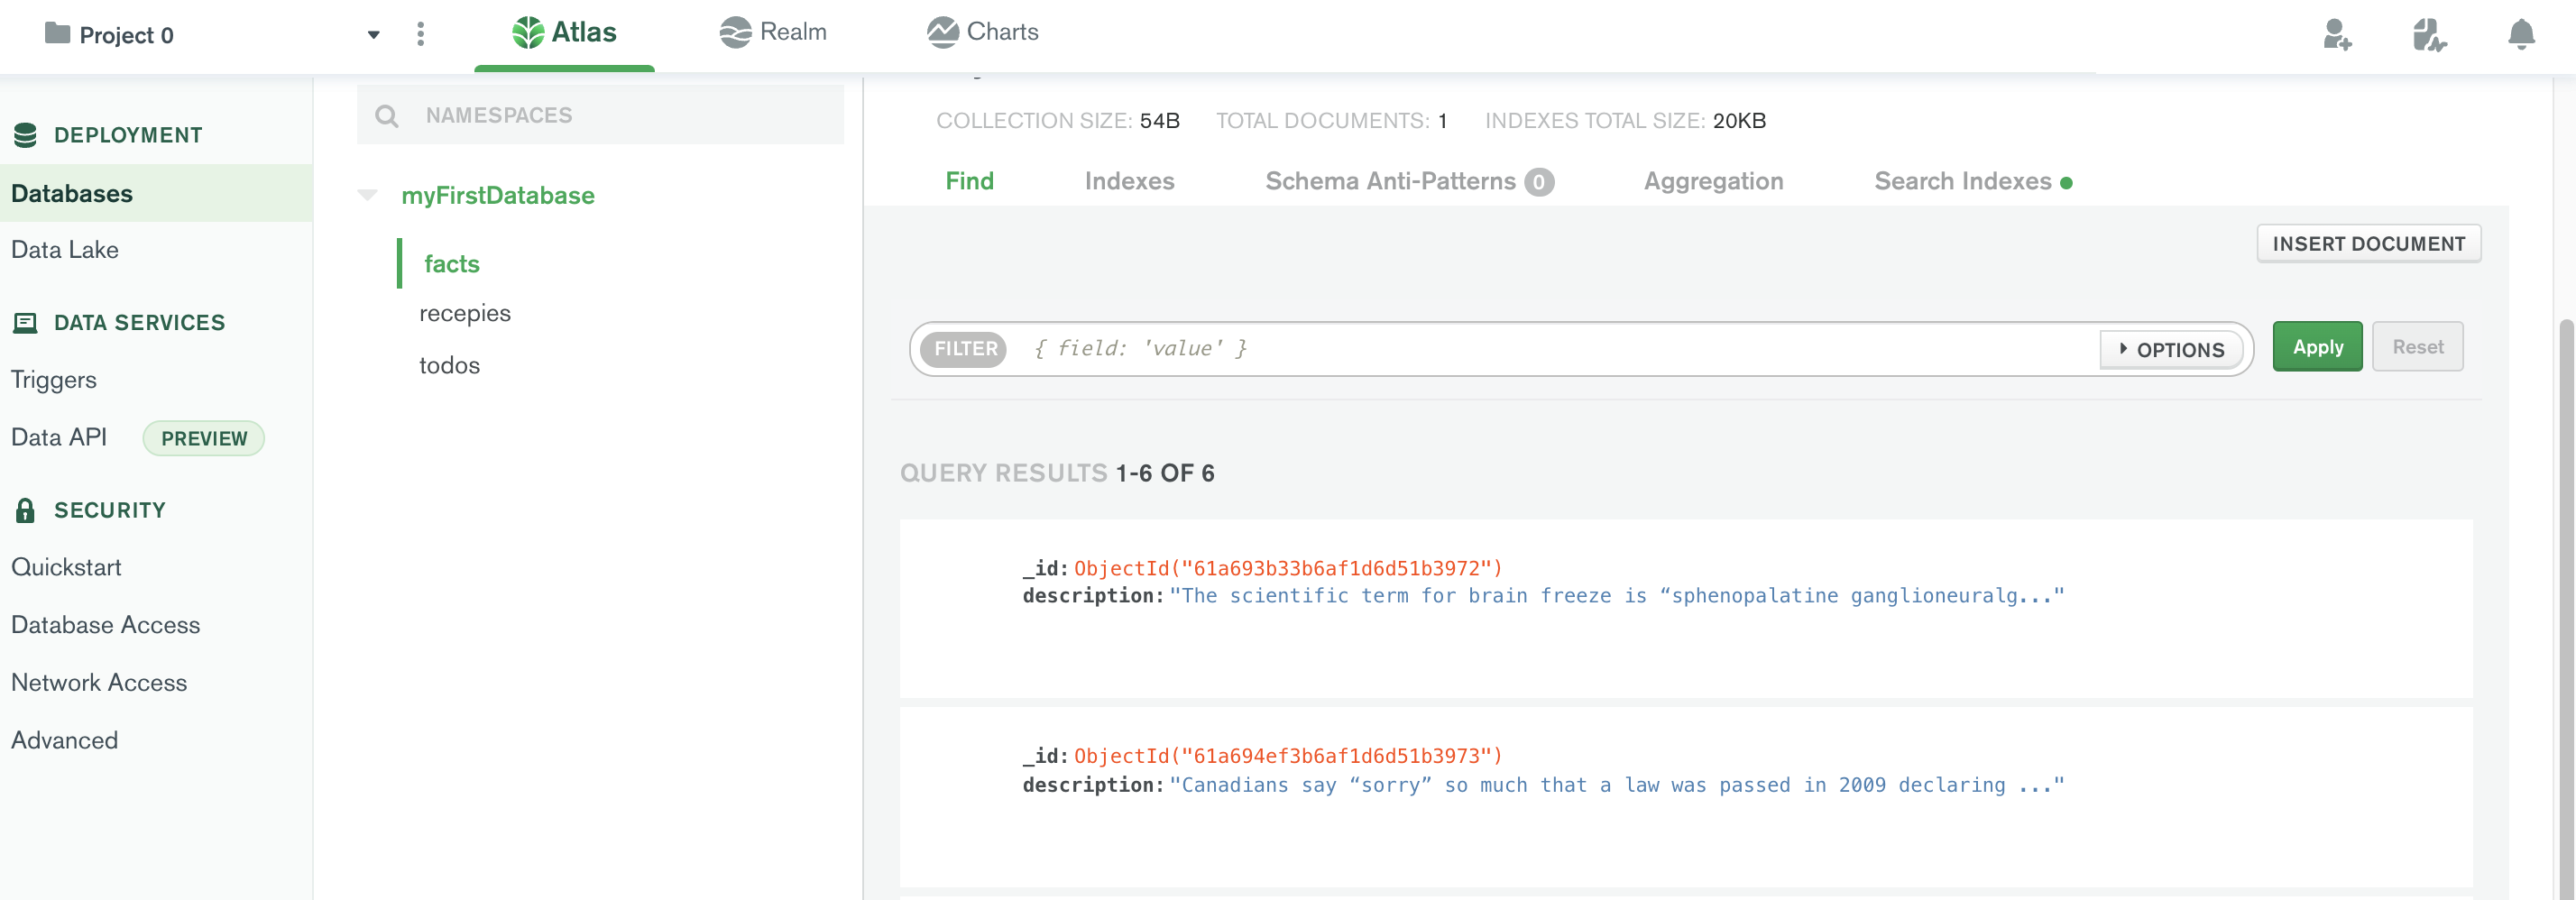 Project 0
Atlas
Realm
Charts
DEPLOYMENT
Databases
Data Lake
DATA SERVICES
Triggers
Data API PREVIEW
SECURITY
Quickstart
Database Access
Network Access
Advanced
NAMESPACES
myFirstDatabase
facts
recepies
todos
COLLECTION SIZE: 54B TOTAL DOCUMENTS: 1 INDEXES TOTAL SIZE: 20KB
Find Indexes Schema Anti-Patterns 0 Aggregation Search Indexes
INSERT DOCUMENT
FILTER { field: 'value' } OPTIONS Apply Reset
QUERY RESULTS 1-6 OF 6
_id: ObjectId("61a693b33b6af1d6d51b3972")
description: "The scientific term for brain freeze is “sphenopalatine ganglioneuralg..."
_id: ObjectId("61a694ef3b6af1d6d51b3973")
description: "Canadians say “sorry” so much that a law was passed in 2009 declaring ..."